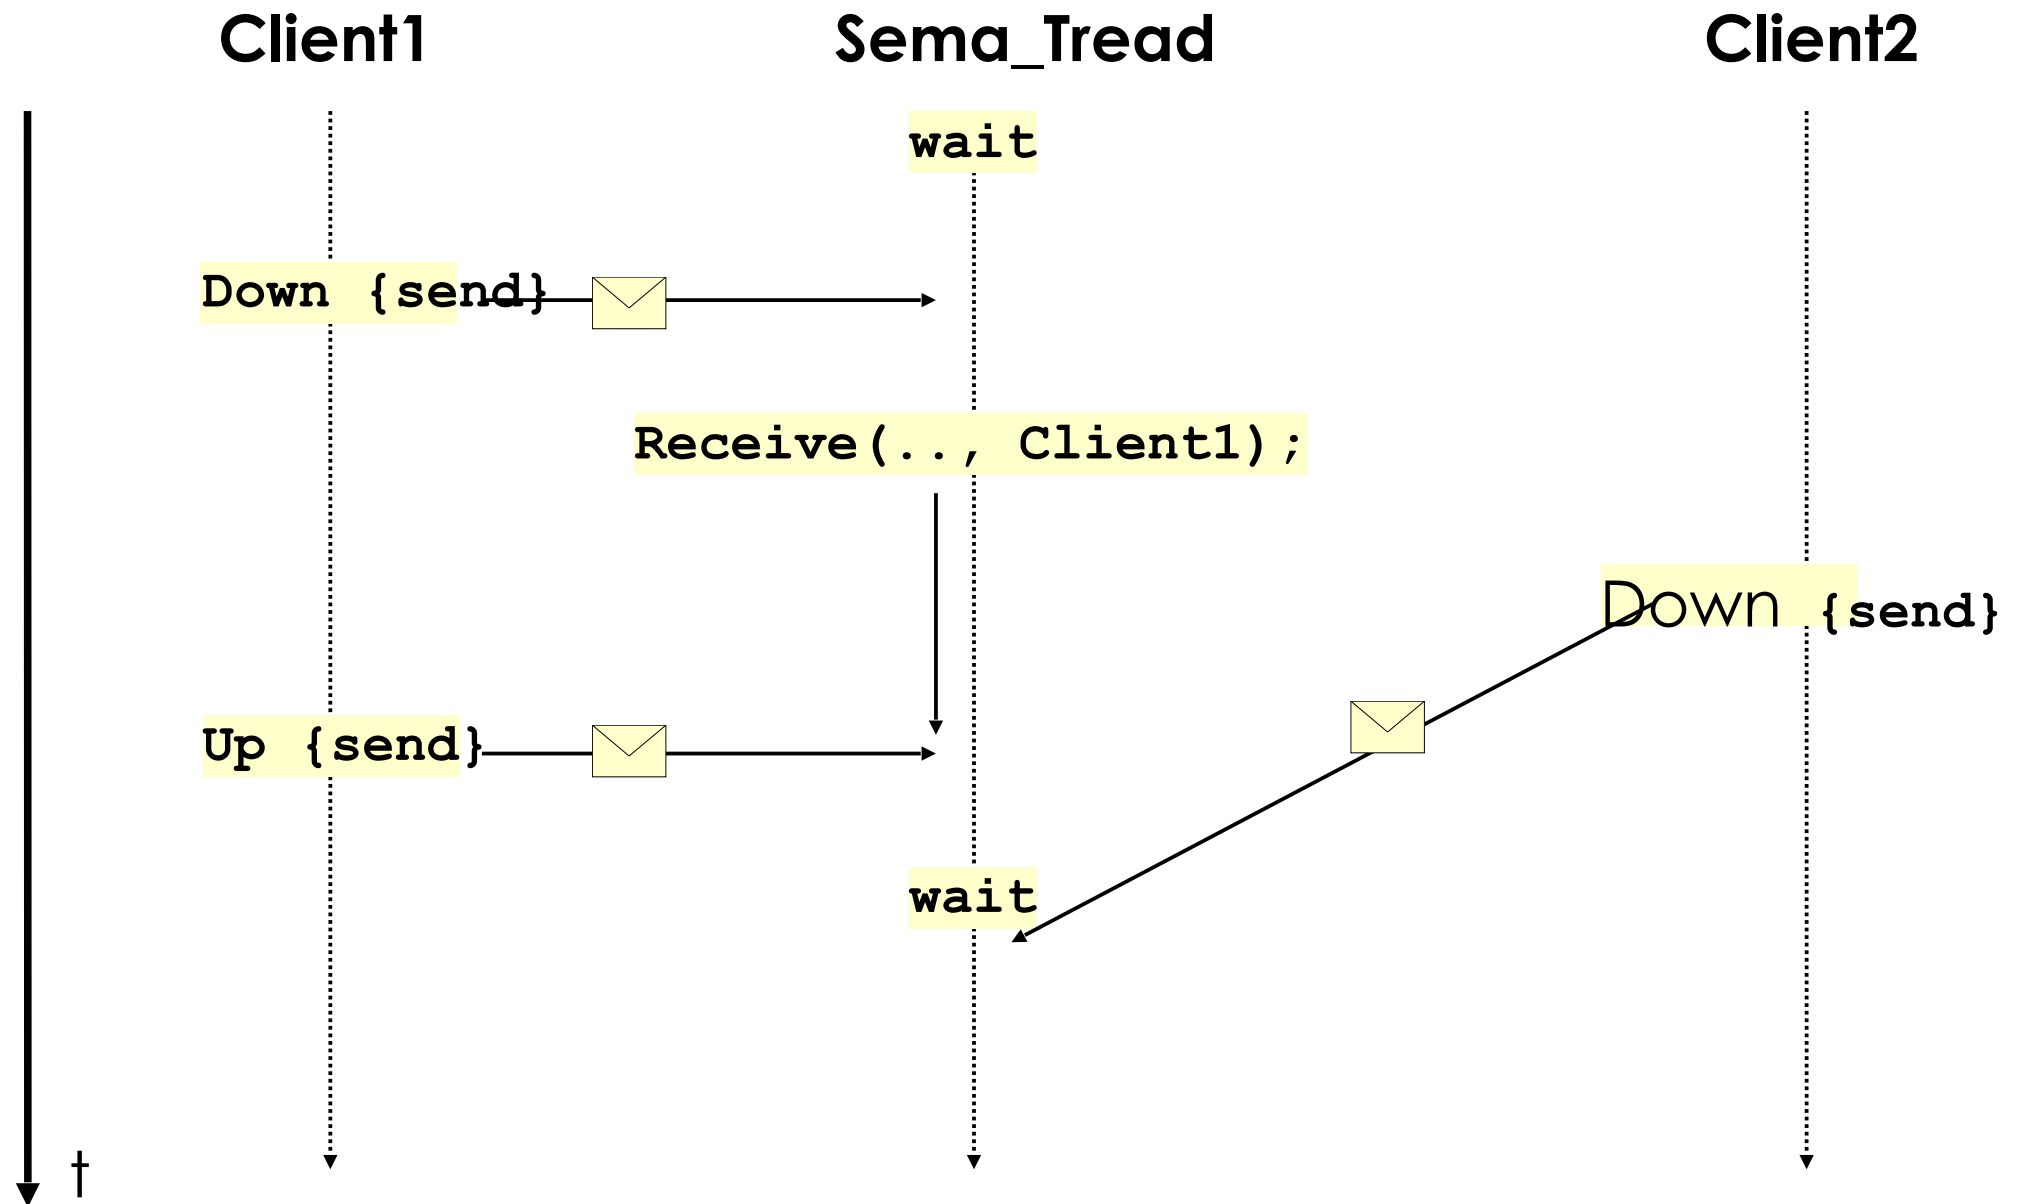 Client1 Sema_Tread Client2
wait
Down {send}
Receive(.., Client1);
Down {send}
Up {send}
wait
t